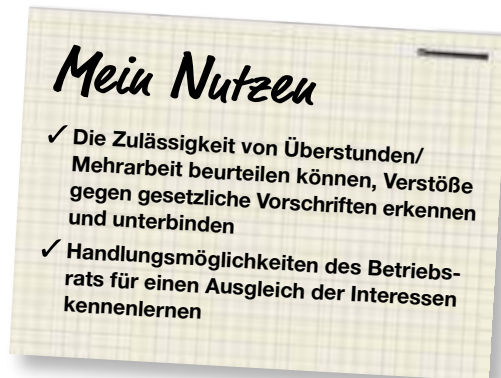 Mein Nutzen
✓ Die Zulässigkeit von Überstunden/
Mehrarbeit beurteilen können, Verstöße
gegen gesetzliche Vorschriften erkennen
und unterbinden
✓ Handlungsmöglichkeiten des Betriebs-
rats für einen Ausgleich der Interessen
kennenlernen